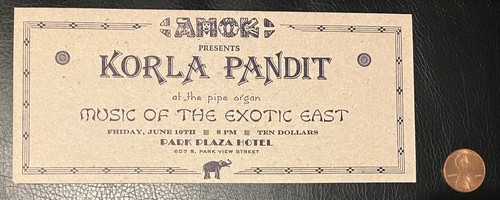 AMOK
PRESENTS
KORLA PANDIT
at the pipe organ
MUSIC OF THE EXOTIC EAST
FRIDAY, JUNE 10TH 8 PM TEN DOLLARS
PARK PLAZA HOTEL
607 S. PARK VIEW STREET